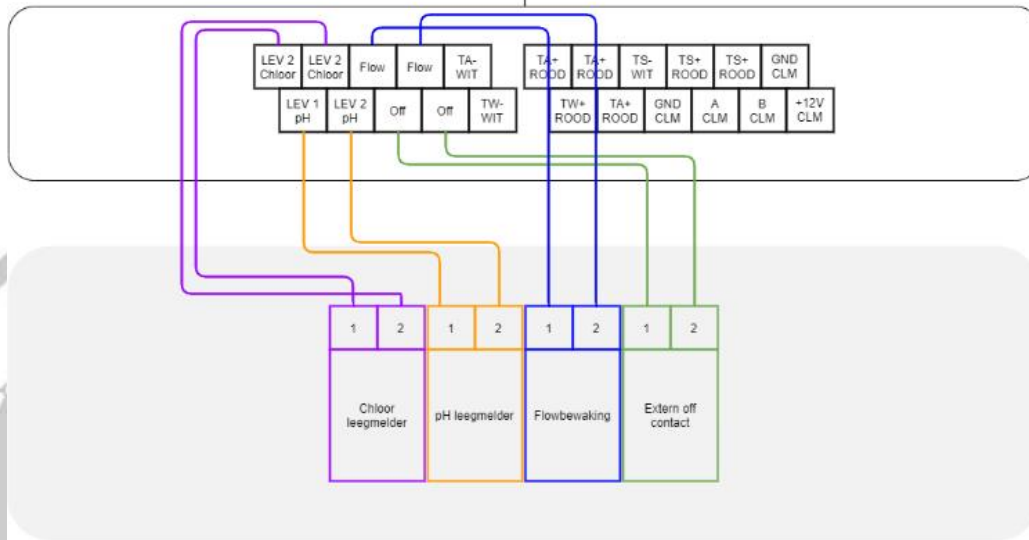 LEV 2 Chloor
LEV 2 Chloor
Flow
Flow
TA- WIT
TA+ ROOD
TA+ ROOD
TS- WIT
TS+ ROOD
TS+ ROOD
GND CLM
LEV 1 pH
LEV 2 pH
Off
Off
TW- WIT
TW+ ROOD
TA+ ROOD
GND CLM
A CLM
B CLM
+12V CLM
1
2
1
2
1
2
1
2
Chloor leegmelder
pH leegmelder
Flowbewaking
Extern off contact